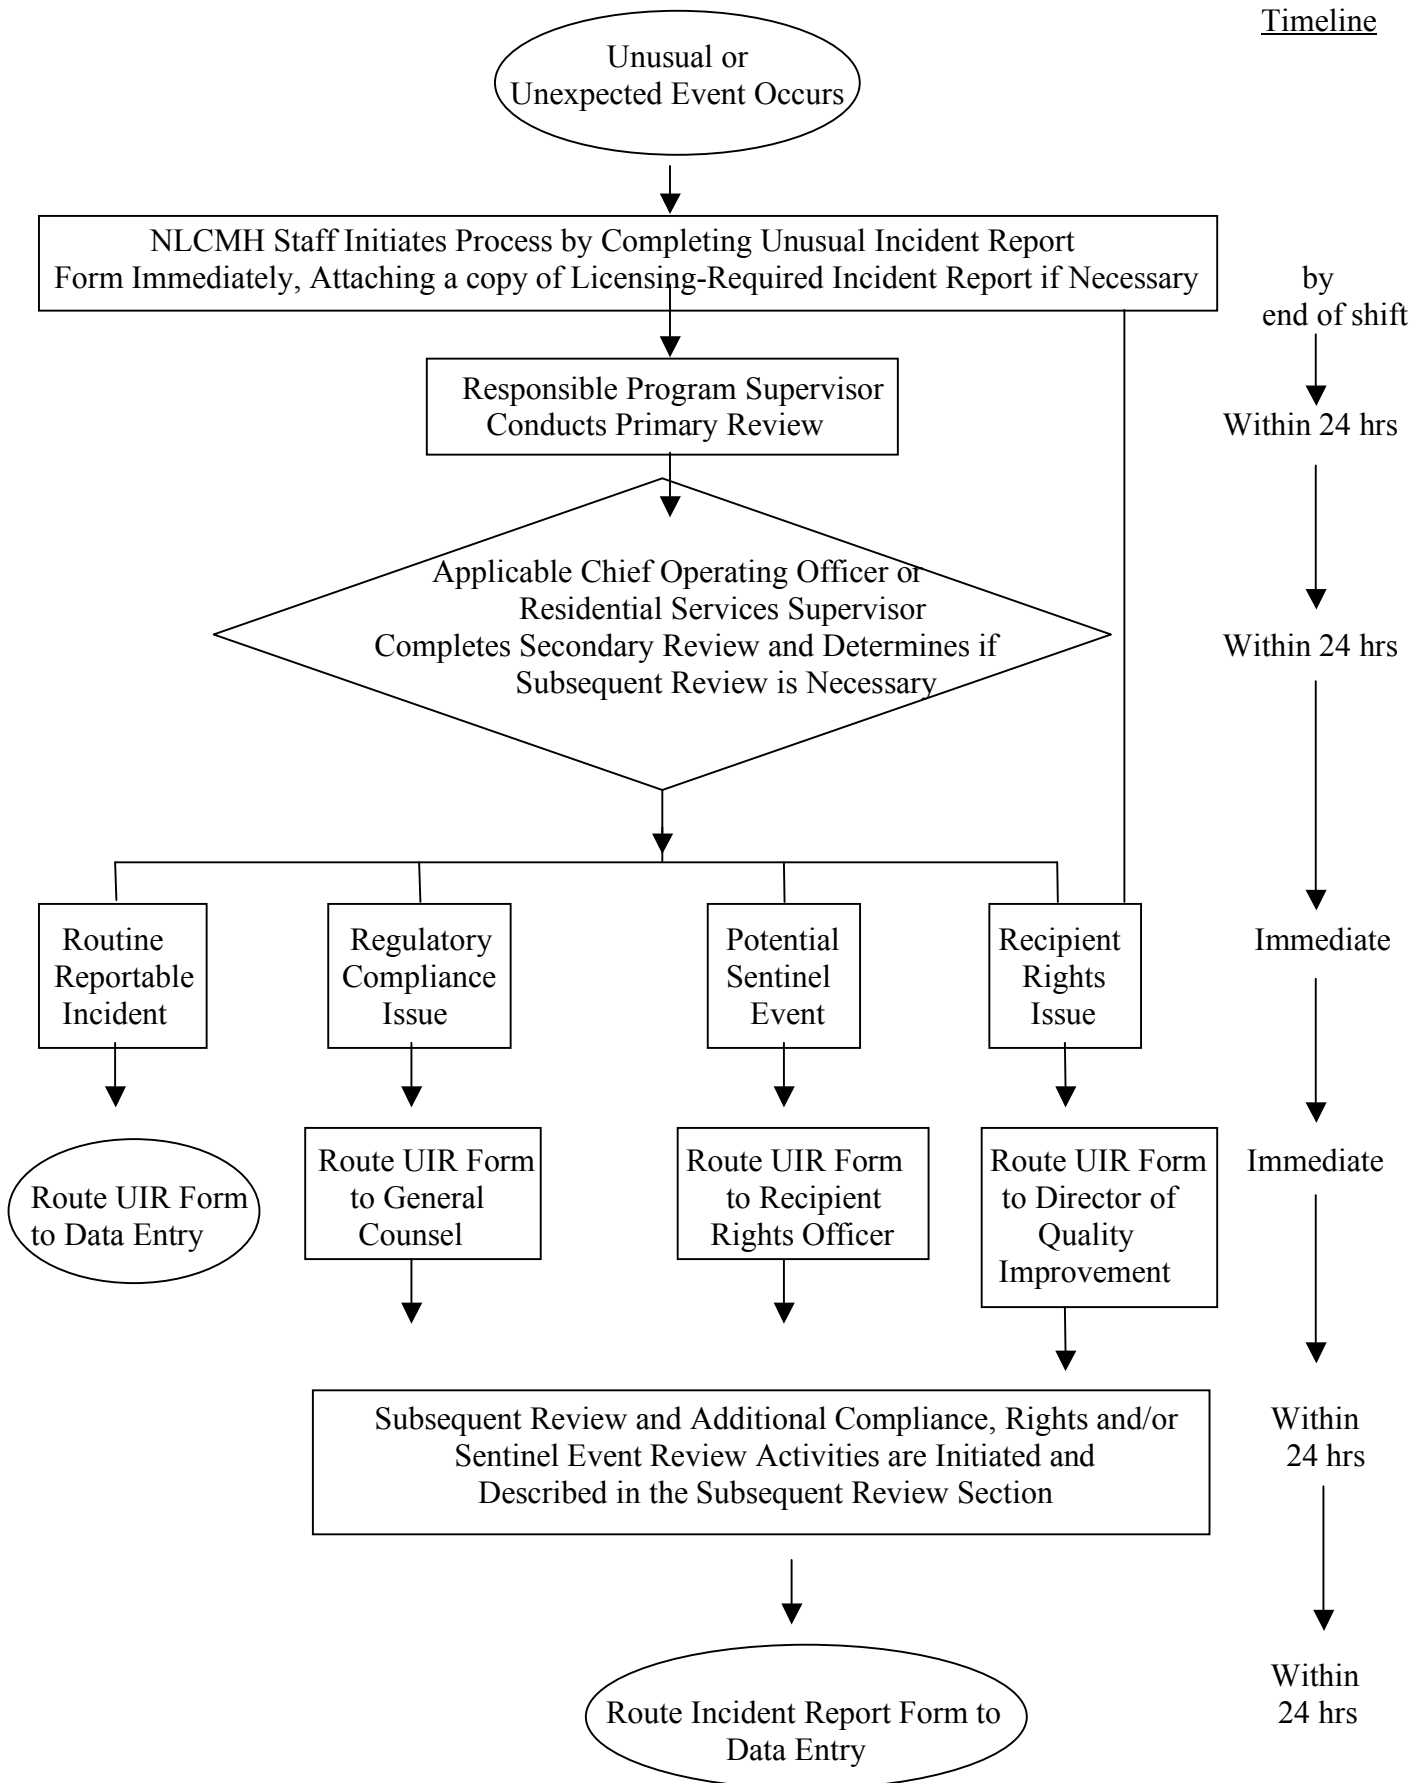 Timeline
Unusual or
Unexpected Event Occurs
NLCMH Staff Initiates Process by Completing Unusual Incident Report
Form Immediately, Attaching a copy of Licensing-Required Incident Report if Necessary
by
end of shift
Responsible Program Supervisor
Conducts Primary Review
Within 24 hrs
Applicable Chief Operating Officer or
Residential Services Supervisor
Completes Secondary Review and Determines if
Subsequent Review is Necessary
Within 24 hrs
Routine
Reportable
Incident
Regulatory
Compliance
Issue
Potential
Sentinel
Event
Recipient
Rights
Issue
Immediate
Route UIR Form
to Data Entry
Route UIR Form
to General
Counsel
Route UIR Form
to Recipient
Rights Officer
Route UIR Form
to Director of
Quality
Improvement
Immediate
Subsequent Review and Additional Compliance, Rights and/or
Sentinel Event Review Activities are Initiated and
Described in the Subsequent Review Section
Within
24 hrs
Route Incident Report Form to
Data Entry
Within
24 hrs